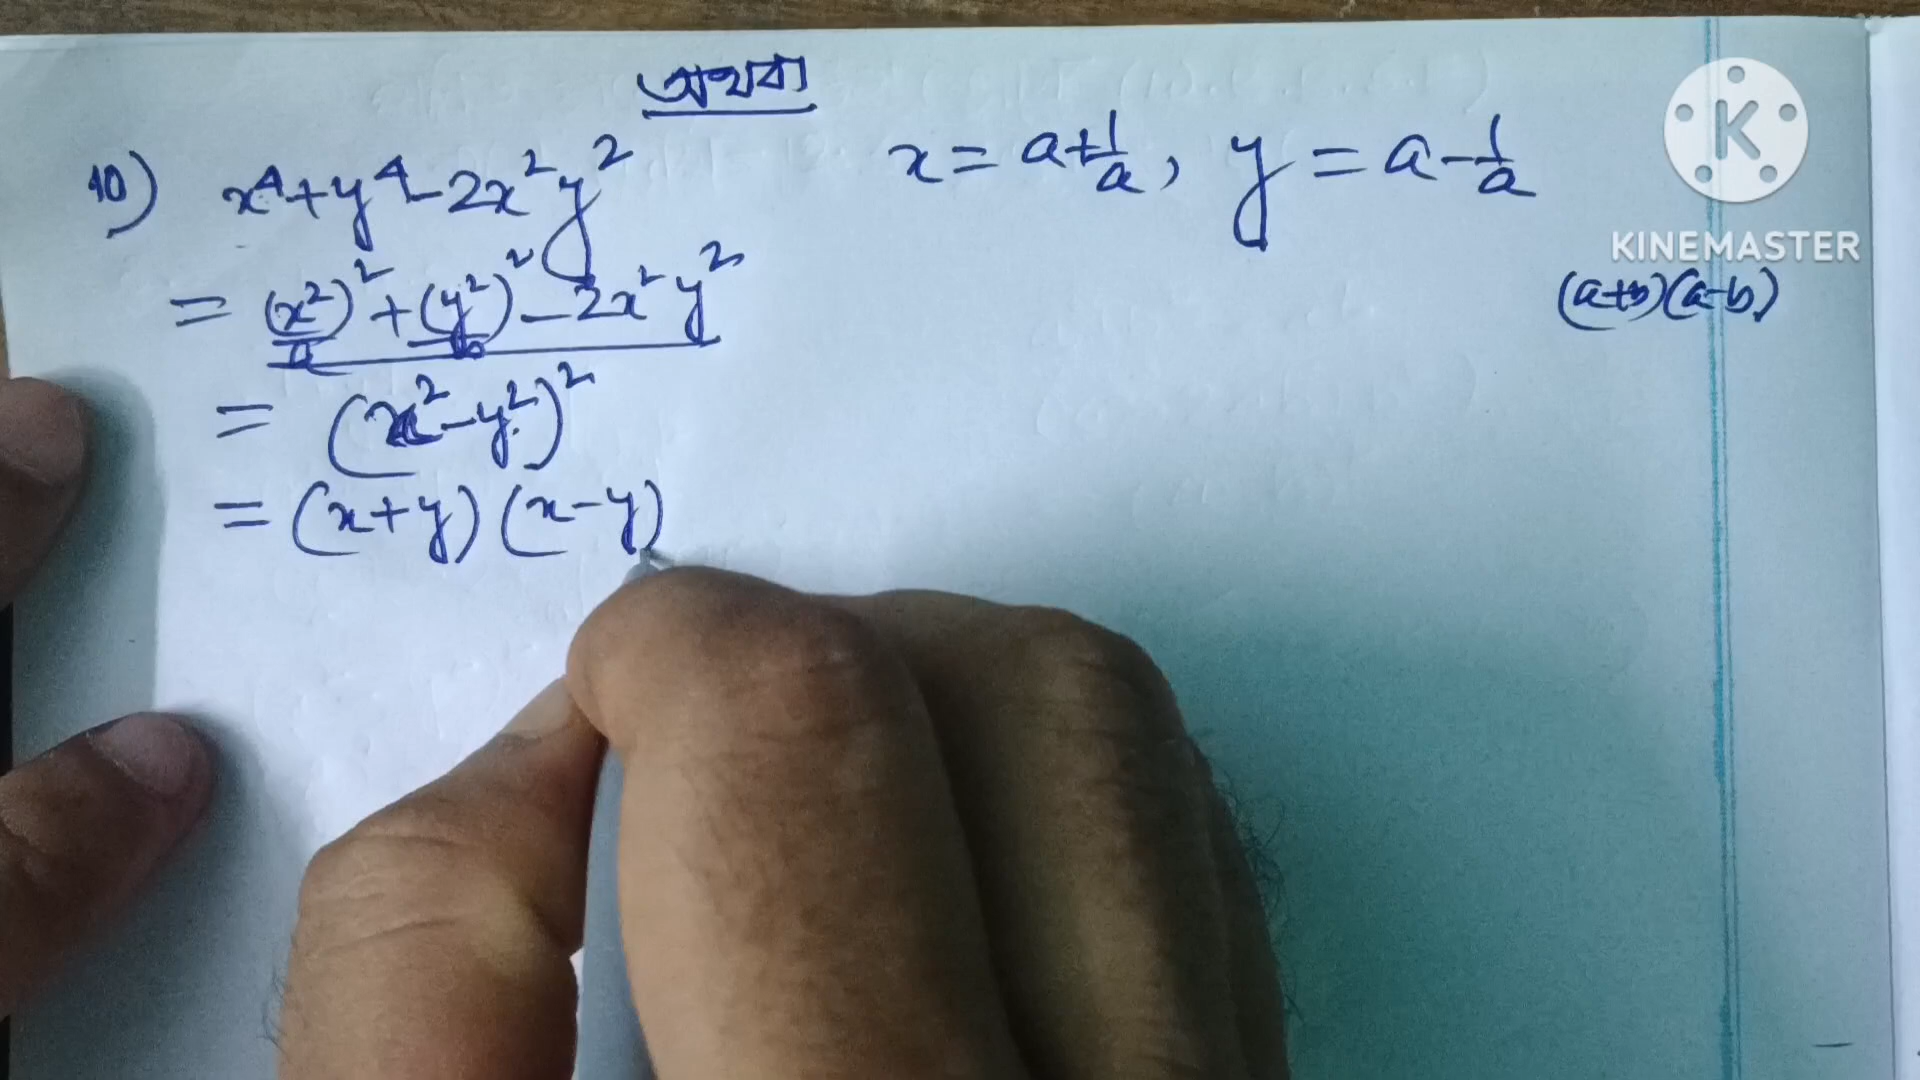 অথবা
10) x⁴+y⁴-2x²y² x = a+1/a, y = a-1/a
K
KINEMASTER
= (x²)²+(y²)²-2x²y² (a+b)(a-b)
a b
= (x²-y²)²
= (x+y)(x-y)